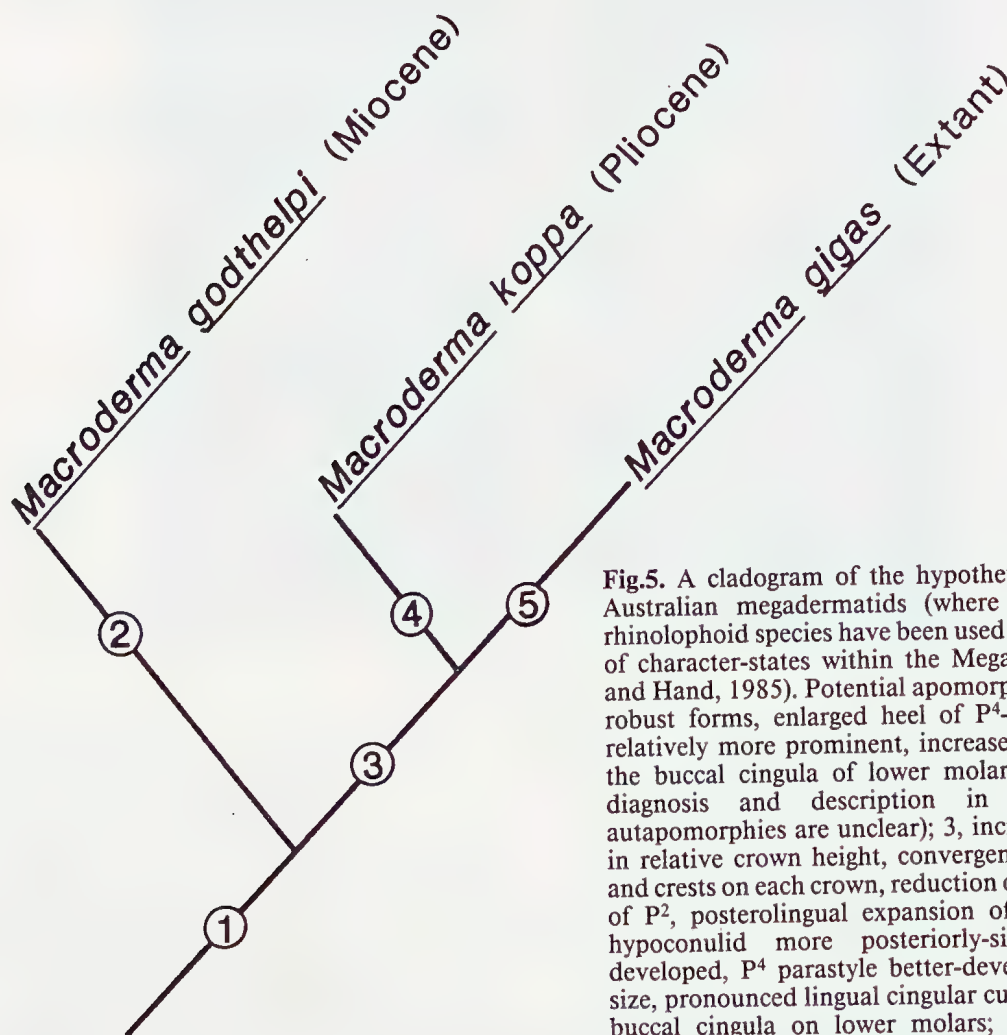 Macroderma godthelpi (Miocene)
Macroderma koppa (Pliocene)
Macroderma gigas (Extant)
2
4
5
3
1
Fig.5. A cladogram of the hypothe
Australian megadermatids (where
rhinolophoid species have been used
of character-states within the Mega
and Hand, 1985). Potential apomorp
robust forms, enlarged heel of P⁴-
relatively more prominent, increase
the buccal cingula of lower molar
diagnosis and description in
autapomorphies are unclear); 3, inc
in relative crown height, convergen
and crests on each crown, reduction
of P², posterolingual expansion of
hypoconulid more posteriorly-si
developed, P⁴ parastyle better-deve
size, pronounced lingual cingular cu
buccal cingula on lower molars;